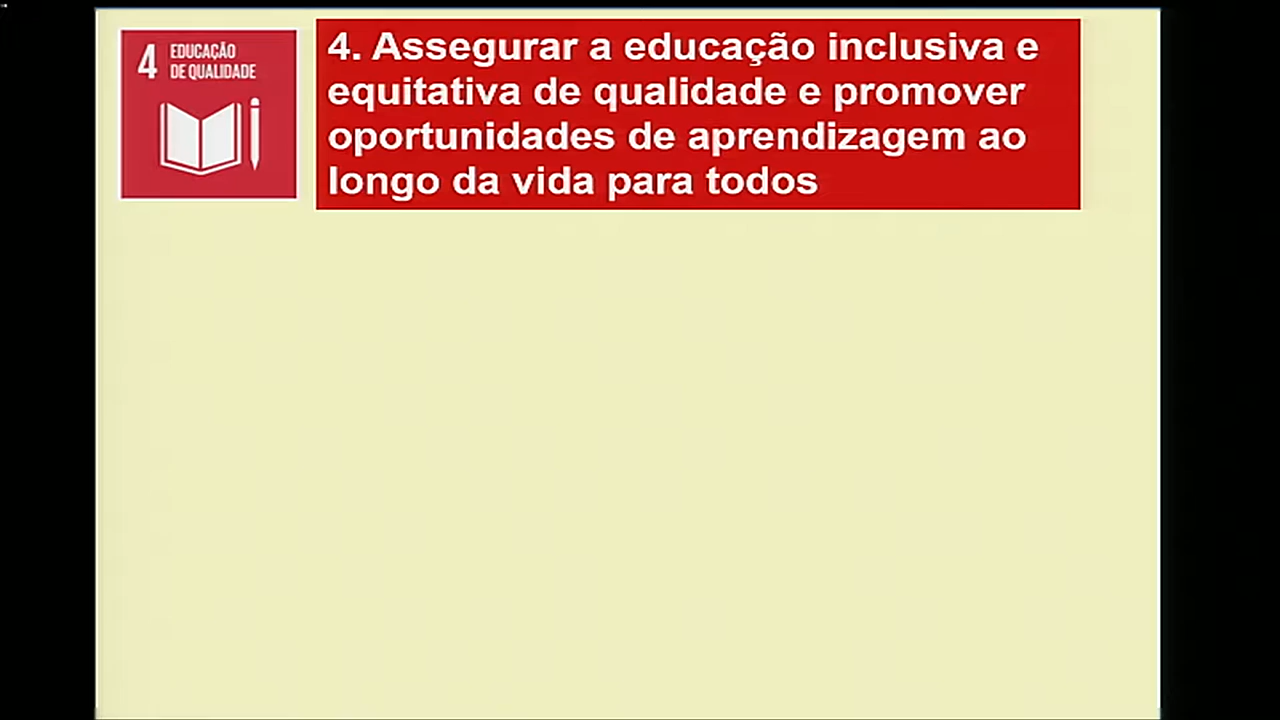 4 EDUCAÇÃO
DE QUALIDADE
4. Assegurar a educação inclusiva e
equitativa de qualidade e promover
oportunidades de aprendizagem ao
longo da vida para todos